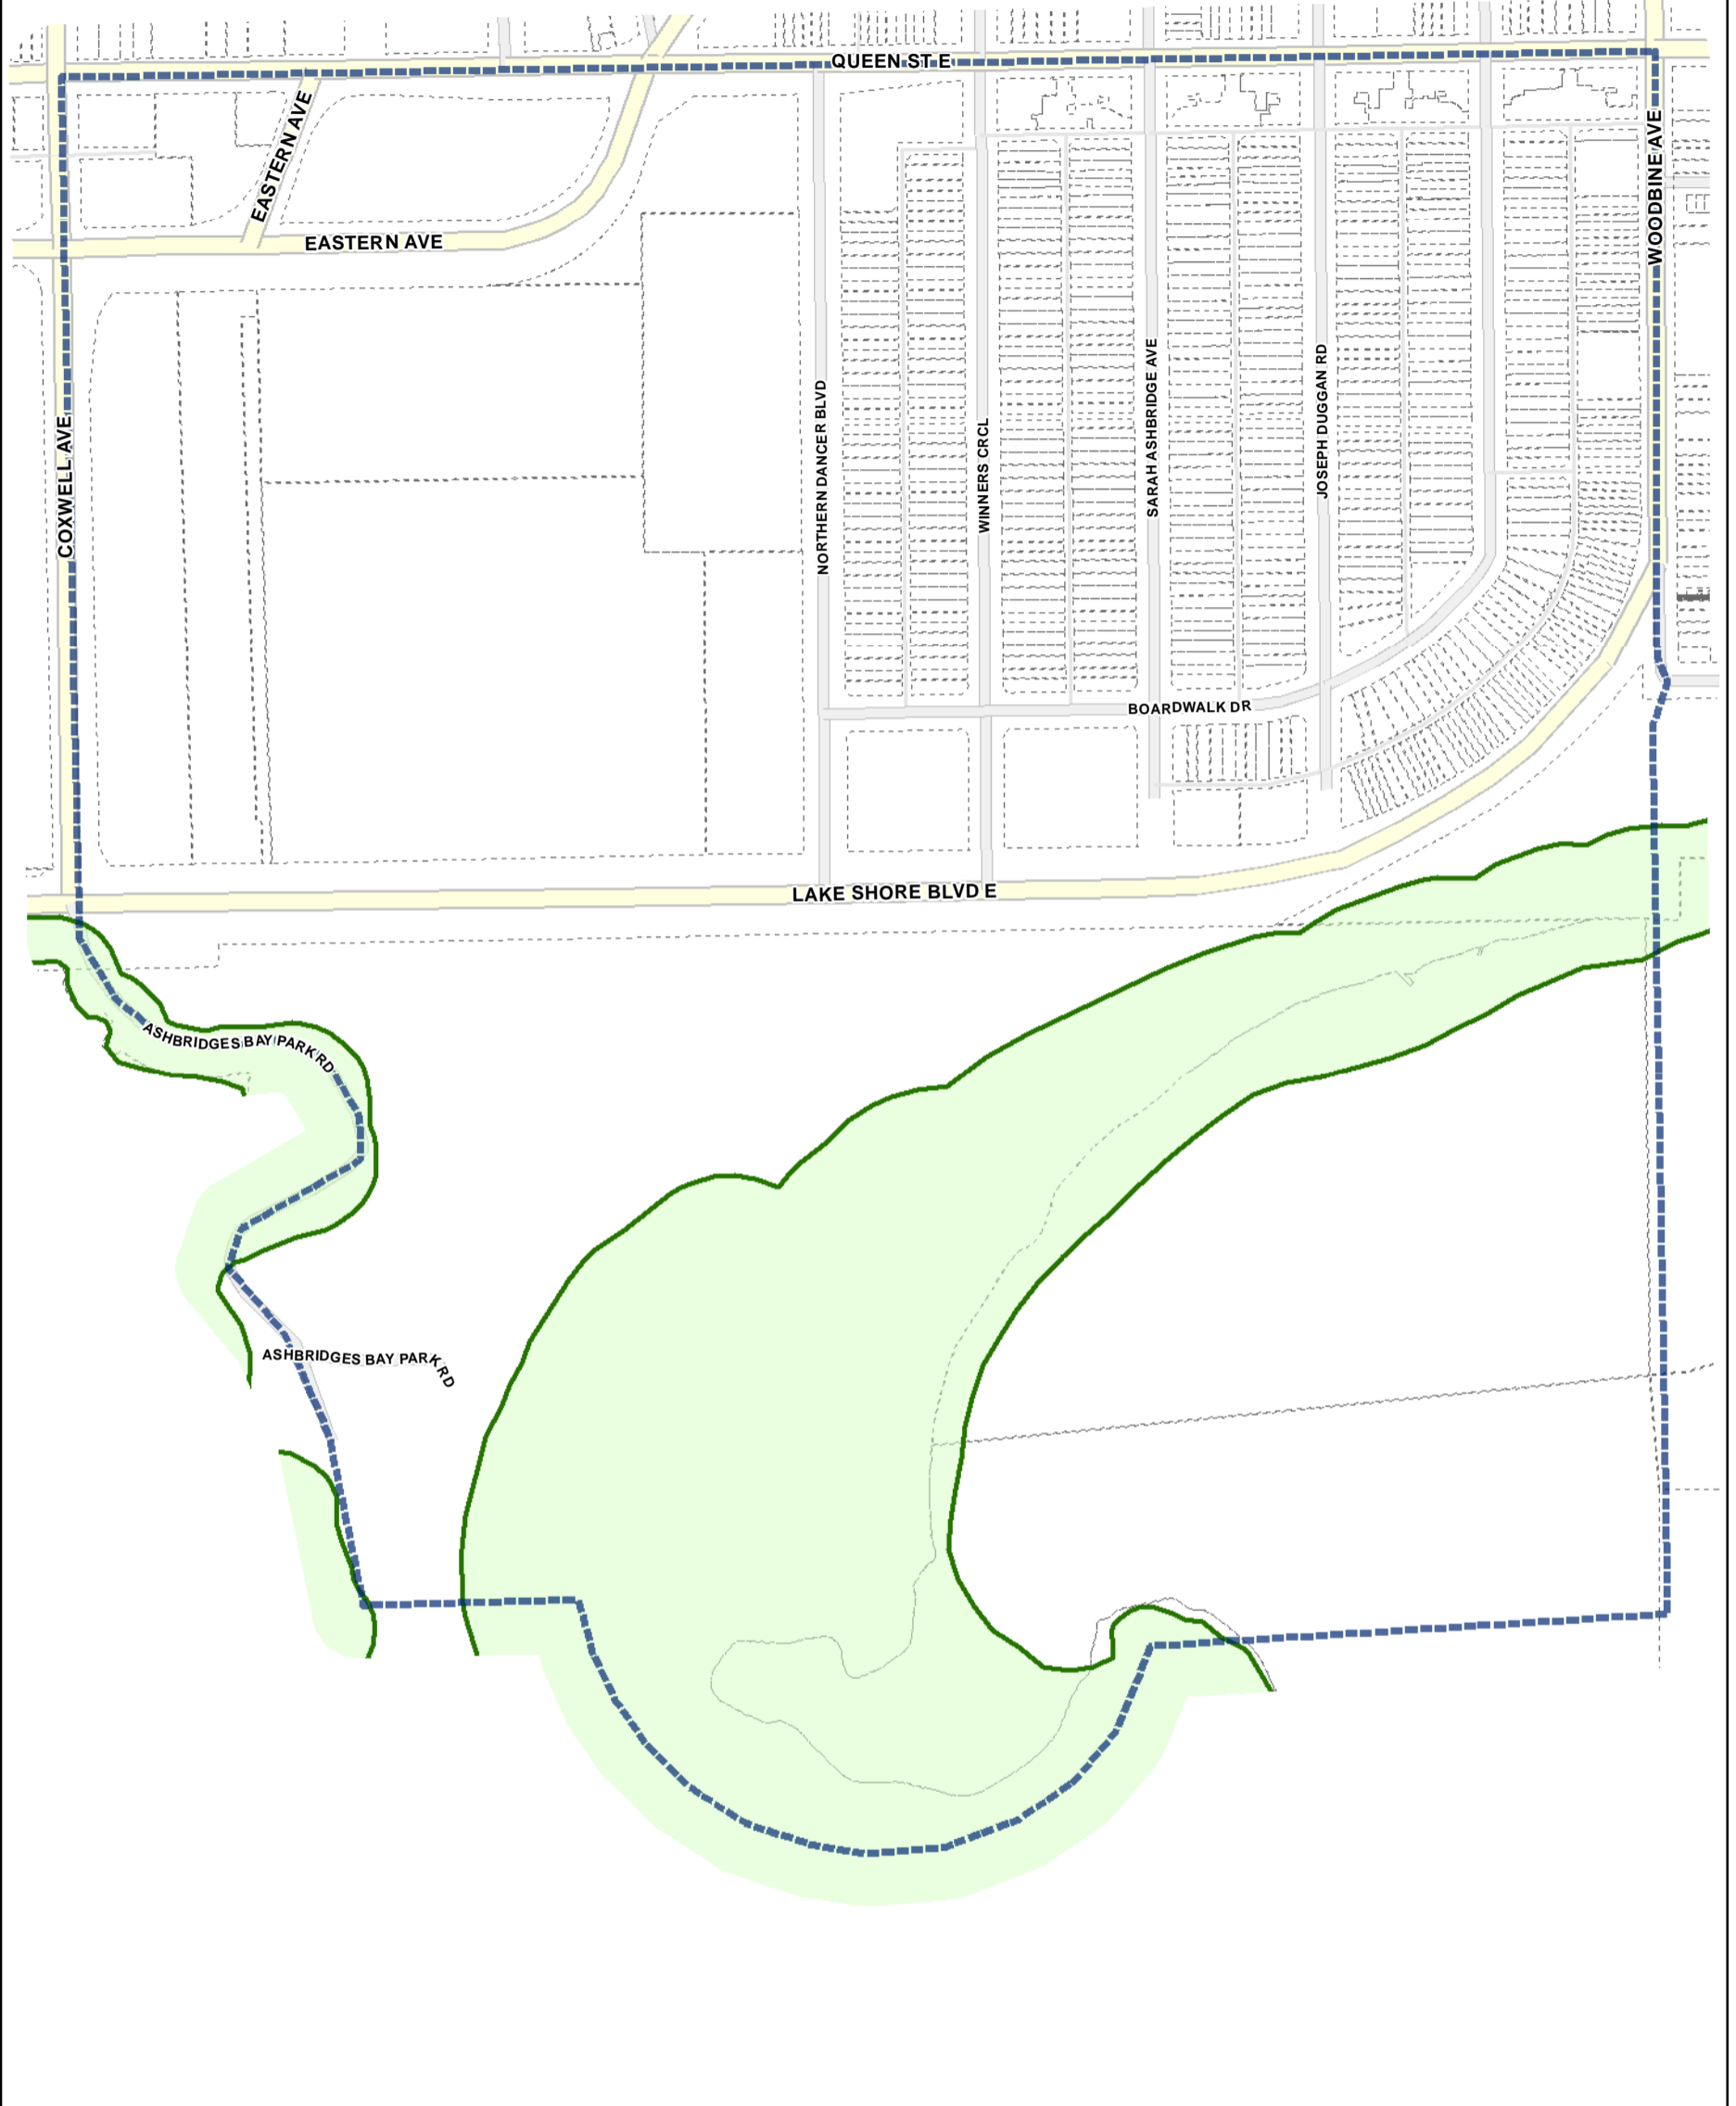 QUEEN ST E
EASTERN AVE
WOODBINE AVE
EASTERN AVE
COXWELL AVE
NORTHERN DANCER BLVD
WINNERS CRCL
SARAH ASHBRIDGE AVE
JOSEPH DUGGAN RD
BOARDWALK DR
LAKE SHORE BLVD E
ASHBRIDGES BAY PARK RD
ASHBRIDGES BAY PARK RD